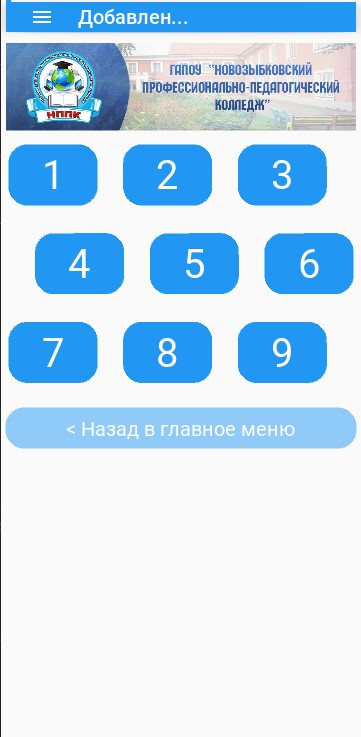 Добавлен...
ГАПОУ "НОВОЗЫБКОВСКИЙ
ПРОФЕССИОНАЛЬНО-ПЕДАГОГИЧЕСКИЙ
КОЛЛЕДЖ"
НППК
1 2 3
4 5 6
7 8 9
< Назад в главное меню